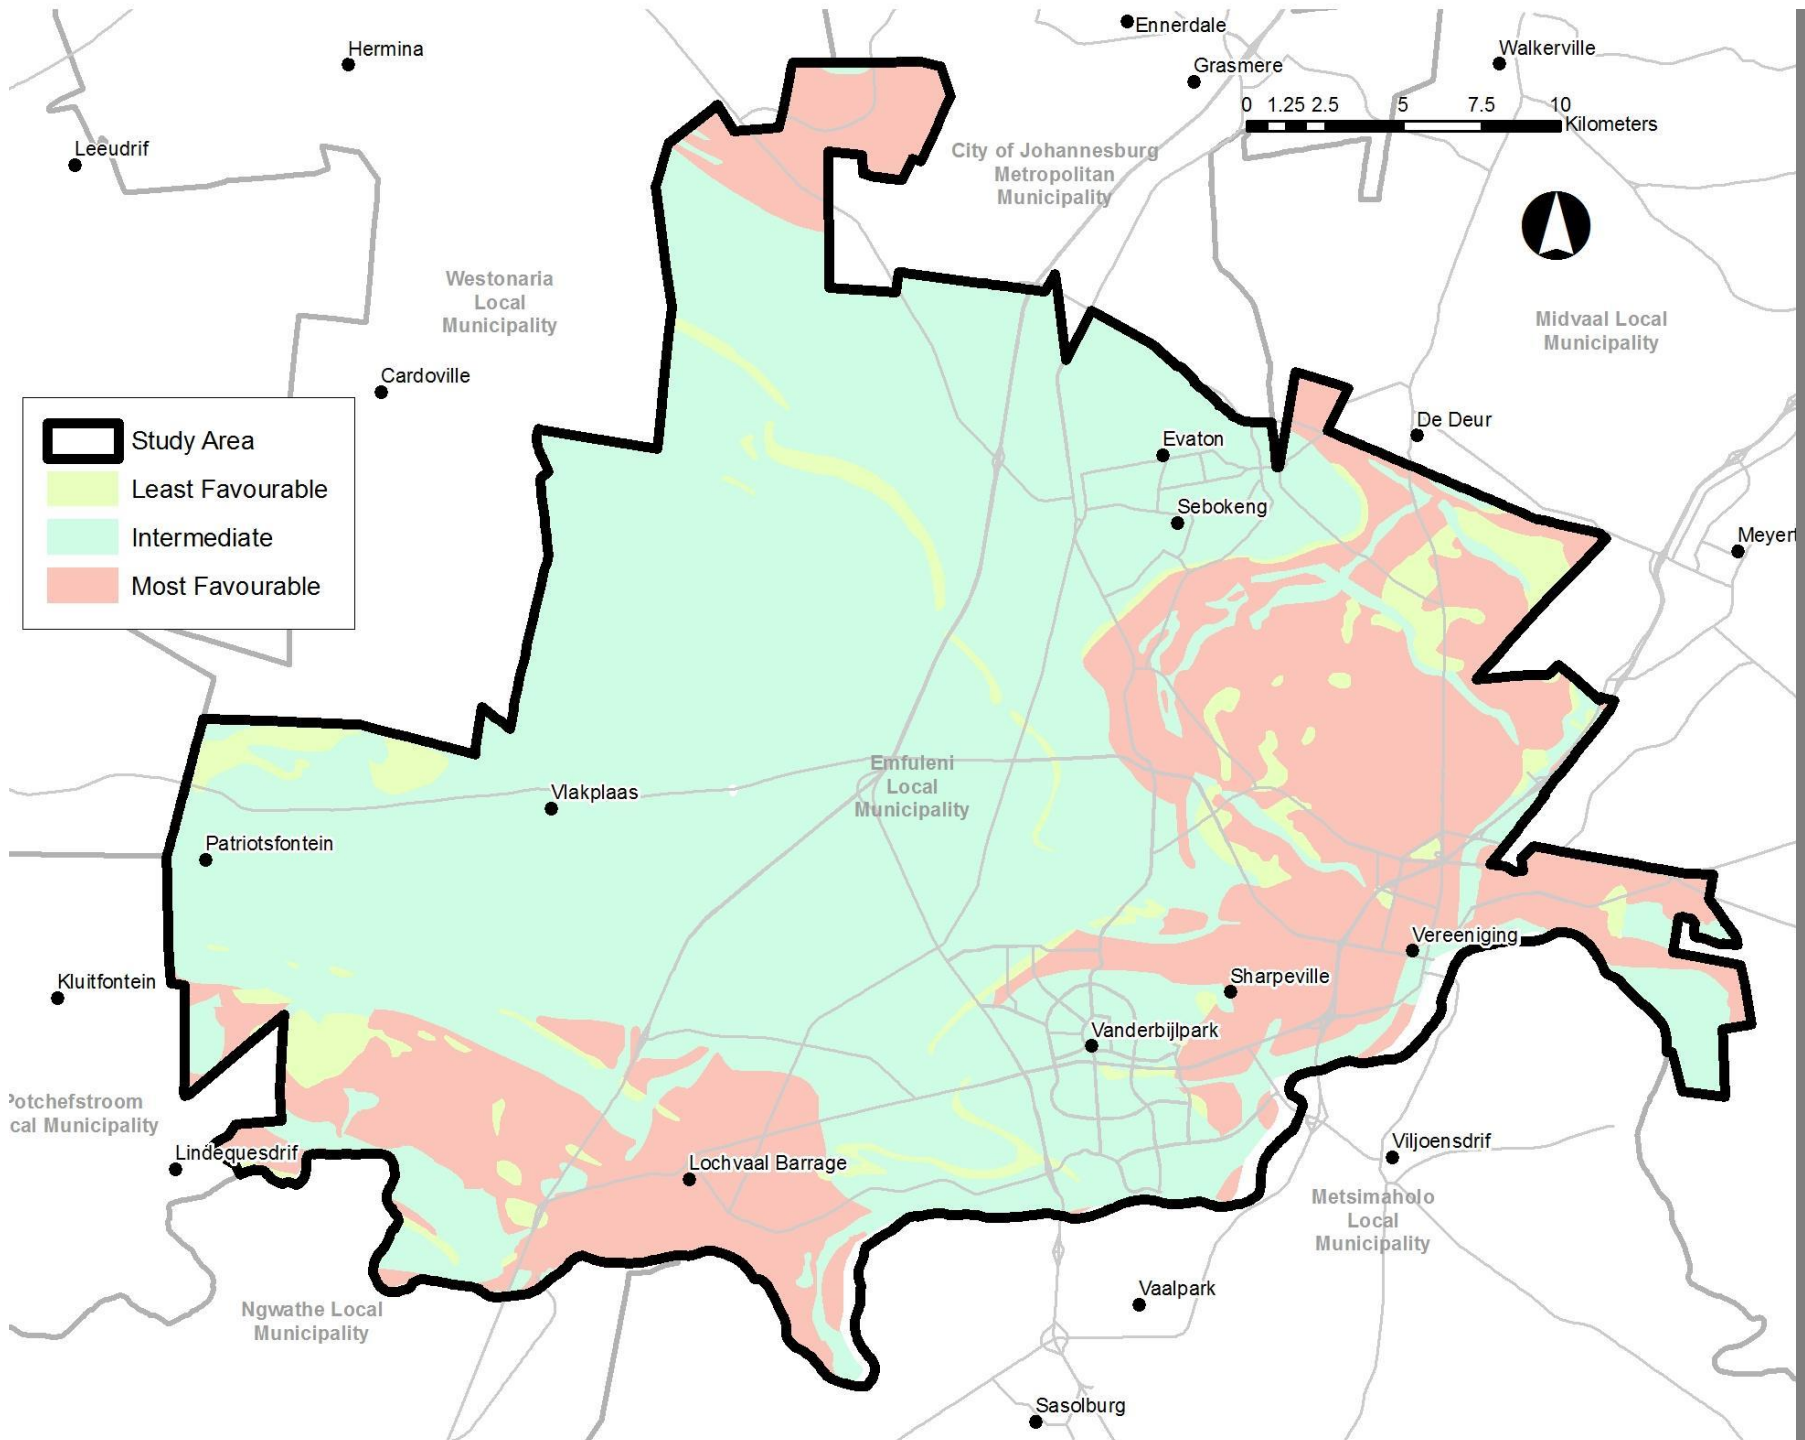 Ennerdale
Hermina
Walkerville
Grasmere
0 1.25 2.5 5 7.5 10
Kilometers
Leeudrif
City of Johannesburg
Metropolitan
Municipality
Westonaria
Local
Municipality
Midvaal Local
Municipality
Cardoville
De Deur
Study Area
Least Favourable
Intermediate
Most Favourable
Evaton
Sebokeng
Meyert
Emfuleni
Local
Municipality
Vlakplaas
Patriotsfontein
Vereeniging
Kluitfontein
Sharpeville
Vanderbijlpark
Potchefstroom
cal Municipality
Lindequesdrif
Lochvaal Barrage
Viljoensdrif
Metsimaholo
Local
Municipality
Vaalpark
Ngwathe Local
Municipality
Sasolburg